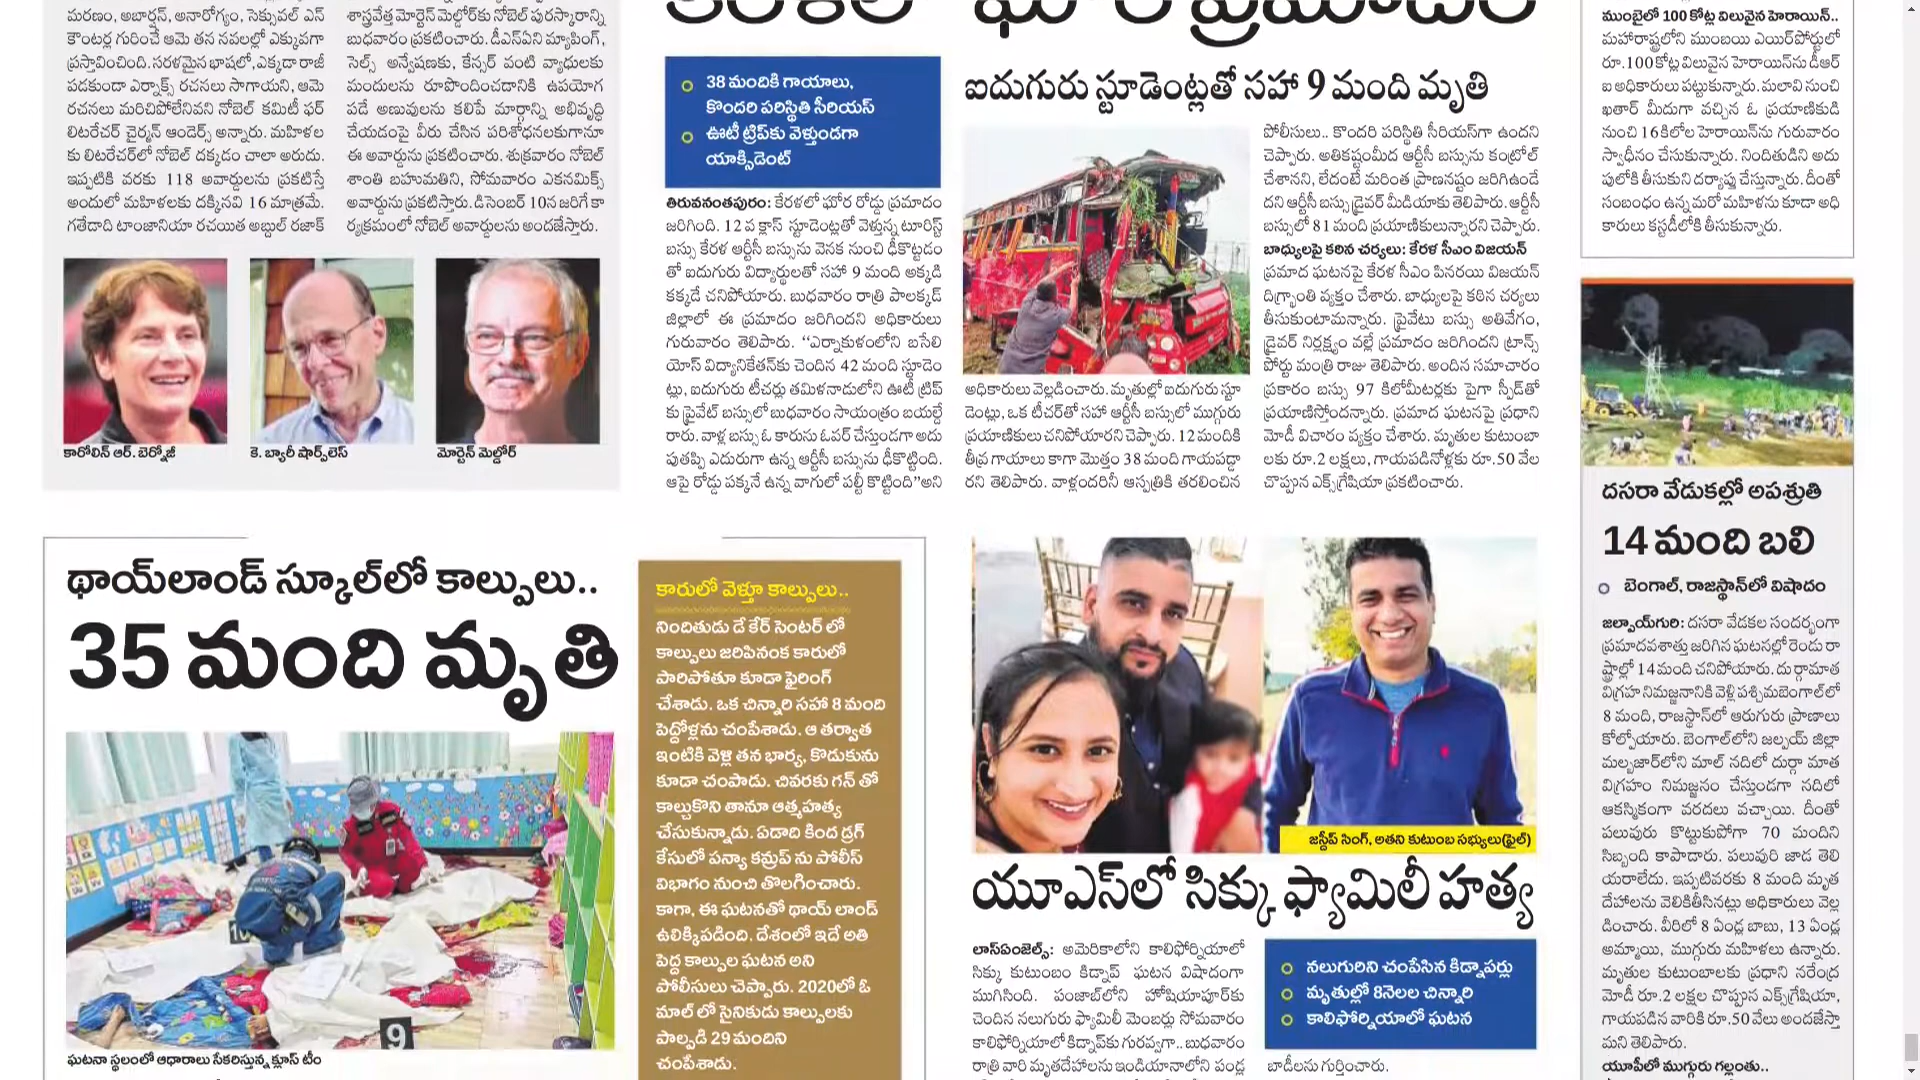 మరణం, అబార్షన్, అనారోగ్యం, సెక్సువల్ ఎన్
కౌంటర్ల గురించే ఆమె తన నవలల్లో ఎక్కువగా
ప్రస్తావించింది. సరళమైన భాషలో, ఎక్కడా రాజీ
పడకుండా ఎర్నాక్స్ రచనలు సాగాయని, ఆమె
రచనలు మరిచిపోలేనివని నోబెల్ కమిటీ ఫర్
లిటరేచర్ చైర్మన్ ఆండెర్స్ అన్నారు. మహిళల
కు లిటరేచర్‌లో నోబెల్ దక్కడం చాలా అరుదు.
ఇప్పటికి వరకు 118 అవార్డులను ప్రకటిస్తే
అందులో మహిళలకు దక్కినవి 16 మాత్రమే.
గతేడాది టాంజానియా రచయిత అబ్దుల్ రజాక్
శాస్త్రవేత్త మోర్టెన్ మెల్డోర్‌కు నోబెల్ పురస్కారాన్ని
బుధవారం ప్రకటించారు. డీఎన్ఏని మ్యాపింగ్,
సెల్స్ అన్వేషణకు, కేన్సర్ వంటి వ్యాధులకు
మందులను రూపొందించడానికి ఉపయోగ
పడే అణువులను కలిపే మార్గాన్ని అభివృద్ధి
చేయడంపై వీరు చేసిన పరిశోధనలకుగానూ
ఈ అవార్డును ప్రకటించారు. శుక్రవారం నోబెల్
శాంతి బహుమతిని, సోమవారం ఎకనమిక్స్
అవార్డును ప్రకటిస్తారు. డిసెంబర్ 10న జరిగే కా
ర్యక్రమంలో నోబెల్ అవార్డులను అందజేస్తారు.
కారోలిన్ ఆర్. బెర్నోజీ
కె. బ్యారీ షార్ప్‌లెస్
మోర్టెన్ మెల్డోర్
38 మందికి గాయాలు,
కొందరి పరిస్థితి సీరియస్
ఊటీ ట్రిప్‌కు వెళ్తుండగా
యాక్సిడెంట్
ఐదుగురు స్టూడెంట్లతో సహా 9 మంది మృతి
తిరువనంతపురం: కేరళలో ఘోర రోడ్డు ప్రమాదం
జరిగింది. 12 వ క్లాస్ స్టూడెంట్లతో వెళ్తున్న టూరిస్ట్
బస్సు కేరళ ఆర్టీసీ బస్సును వెనక నుంచి ఢీకొట్టడం
తో ఐదుగురు విద్యార్థులతో సహా 9 మంది అక్కడి
కక్కడే చనిపోయారు. బుధవారం రాత్రి పాలక్కడ్
జిల్లాలో ఈ ప్రమాదం జరిగిందని అధికారులు
గురువారం తెలిపారు. ‘‘ఎర్నాకుళంలోని బసేలి
యోస్ విద్యానికేతన్‌కు చెందిన 42 మంది స్టూడెం
ట్లు, ఐదుగురు టీచర్లు తమిళనాడులోని ఊటీ ట్రిప్
కు ప్రైవేట్ బస్సులో బుధవారం సాయంత్రం బయల్దే
రారు. వాళ్ల బస్సు ఓ కారును ఓవర్ చేస్తుండగా అదు
పుతప్పి ఎదురుగా ఉన్న ఆర్టీసీ బస్సును ఢీకొట్టింది.
ఆపై రోడ్డు పక్కనే ఉన్న వాగులో పల్టీ కొట్టింది”అని
అధికారులు వెల్లడించారు. మృతుల్లో ఐదుగురు స్టూ
డెంట్లు, ఒక టీచర్‌తో సహా ఆర్టీసీ బస్సులో ముగ్గురు
ప్రయాణికులు చనిపోయారని చెప్పారు. 12 మందికి
తీవ్ర గాయాలు కాగా మొత్తం 38 మంది గాయపడ్డా
రని తెలిపారు. వాళ్లందరినీ ఆస్పత్రికి తరలించిన
పోలీసులు.. కొందరి పరిస్థితి సీరియస్‌గా ఉందని
చెప్పారు. అతికష్టంమీద ఆర్టీసీ బస్సును కంట్రోల్
చేశానని, లేదంటే మరింత ప్రాణనష్టం జరిగిఉండే
దని ఆర్టీసీ బస్సు డ్రైవర్ మీడియాకు తెలిపారు. ఆర్టీసీ
బస్సులో 81 మంది ప్రయాణికులున్నారని చెప్పారు.
బాధ్యులపై కఠిన చర్యలు: కేరళ సీఎం విజయన్
ప్రమాద ఘటనపై కేరళ సీఎం పినరయి విజయన్
దిగ్భ్రాంతి వ్యక్తం చేశారు. బాధ్యులపై కఠిన చర్యలు
తీసుకుంటామన్నారు. ప్రైవేటు బస్సు అతివేగం,
డ్రైవర్ నిర్లక్ష్యం వల్లే ప్రమాదం జరిగిందని ట్రాన్స్
పోర్టు మంత్రి రాజు తెలిపారు. అందిన సమాచారం
ప్రకారం బస్సు 97 కిలోమీటర్లకు పైగా స్పీడ్‌తో
ప్రయాణిస్తోందన్నారు. ప్రమాద ఘటనపై ప్రధాని
మోడీ విచారం వ్యక్తం చేశారు. మృతుల కుటుంబా
లకు రూ.2 లక్షలు, గాయపడినోళ్లకు రూ.50 వేల
చొప్పున ఎక్స్‌గ్రేషియా ప్రకటించారు.
ముంబైలో 100 కోట్ల విలువైన హెరాయిన్..
మహారాష్ట్రలోని ముంబయి ఎయిర్‌పోర్టులో
రూ.100కోట్ల విలువైన హెరాయిన్‌ను డీఆర్
ఐ అధికారులు పట్టుకున్నారు. మలావి నుంచి
ఖతార్ మీదుగా వచ్చిన ఓ ప్రయాణికుడి
నుంచి 16కిలోల హెరాయిన్‌ను గురువారం
స్వాధీనం చేసుకున్నారు. నిందితుడిని అదు
పులోకి తీసుకుని దర్యాప్తు చేస్తున్నారు. దీంతో
సంబంధం ఉన్న మరో మహిళను కూడా అధి
కారులు కస్టడీలోకి తీసుకున్నారు.
దసరా వేడుకల్లో అపశ్రుతి
14 మంది బలి
బెంగాల్, రాజస్థాన్‌లో విషాదం
జల్పాయ్‌గురి: దసరా వేడకల సందర్భంగా
ప్రమాదవశాత్తు జరిగిన ఘటనల్లో రెండు రా
ష్ట్రాల్లో 14మంది చనిపోయారు. దుర్గామాత
విగ్రహ నిమజ్జనానికి వెళ్లి పశ్చిమబెంగాల్‌లో
8 మంది, రాజస్థాన్‌లో ఆరుగురు ప్రాణాలు
కోల్పోయారు. బెంగాల్‌లోని జల్పయ్ జిల్లా
మల్బజార్‌లోని మాల్ నదిలో దుర్గా మాత
విగ్రహం నిమజ్జనం చేస్తుండగా నదిలో
ఆకస్మికంగా వరదలు వచ్చాయి. దీంతో
పలువురు కొట్టుకుపోగా 70 మందిని
సిబ్బంది కాపాడారు. పలువురి జాడ తెలి
యరాలేదు. ఇప్పటివరకు 8 మంది మృత
దేహాలను వెలికితీసినట్లు అధికారులు వెల్ల
డించారు. వీరిలో 8 ఏండ్ల బాబు, 13 ఏండ్ల
అమ్మాయి, ముగ్గురు మహిళలు ఉన్నారు.
మృతుల కుటుంబాలకు ప్రధాని నరేంద్ర
మోడీ రూ.2 లక్షల చొప్పున ఎక్స్‌గ్రేషియా,
గాయపడిన వారికి రూ.50వేలు అందజేస్తా
మని తెలిపారు.
యూపీలో ముగ్గురు గల్లంతు..
థాయ్‌లాండ్ స్కూల్‌లో కాల్పులు..
35 మంది మృతి
10
9
ఘటనా స్థలంలో ఆధారాలు సేకరిస్తున్న క్లూస్ టీం
కారులో వెళ్తూ కాల్పులు..
నిందితుడు డే కేర్ సెంటర్ లో
కాల్పులు జరిపినంక కారులో
పారిపోతూ కూడా ఫైరింగ్
చేశాడు. ఒక చిన్నారి సహా 8 మంది
పెద్దోళ్లను చంపేశాడు. ఆ తర్వాత
ఇంటికి వెళ్లి తన భార్య, కొడుకును
కూడా చంపాడు. చివరకు గన్ తో
కాల్చుకొని తానూ ఆత్మహత్య
చేసుకున్నాడు. ఏడాది కింద డ్రగ్
కేసులో పన్యా కమ్రప్ ను పోలీస్
విభాగం నుంచి తొలగించారు.
కాగా, ఈ ఘటనతో థాయ్ లాండ్
ఉలిక్కిపడింది. దేశంలో ఇదే అతి
పెద్ద కాల్పుల ఘటన అని
పోలీసులు చెప్పారు. 2020లో ఓ
మాల్ లో సైనికుడు కాల్పులకు
పాల్పడి 29 మందిని
చంపేశాడు.
జస్దీప్ సింగ్, అతని కుటుంబ సభ్యులు(ఫైల్)
యూఎస్‌లో సిక్కు ఫ్యామిలీ హత్య
లాస్ఏంజెల్స్: అమెరికాలోని కాలిఫోర్నియాలో
సిక్కు కుటుంబం కిడ్నాప్ ఘటన విషాదంగా
ముగిసింది. పంజాబ్‌లోని హోషియాపూర్‌కు
చెందిన నలుగురు ఫ్యామిలీ మెంబర్లు సోమవారం
కాలిఫోర్నియాలో కిడ్నాప్‌కు గురవ్వగా.. బుధవారం
రాత్రి వారి మృతదేహాలను ఇండియానాలోని పండ్ల
నలుగురిని చంపేసిన కిడ్నాపర్లు
మృతుల్లో 8నెలల చిన్నారి
కాలిఫోర్నియాలో ఘటన
బాడీలను గుర్తించారు.